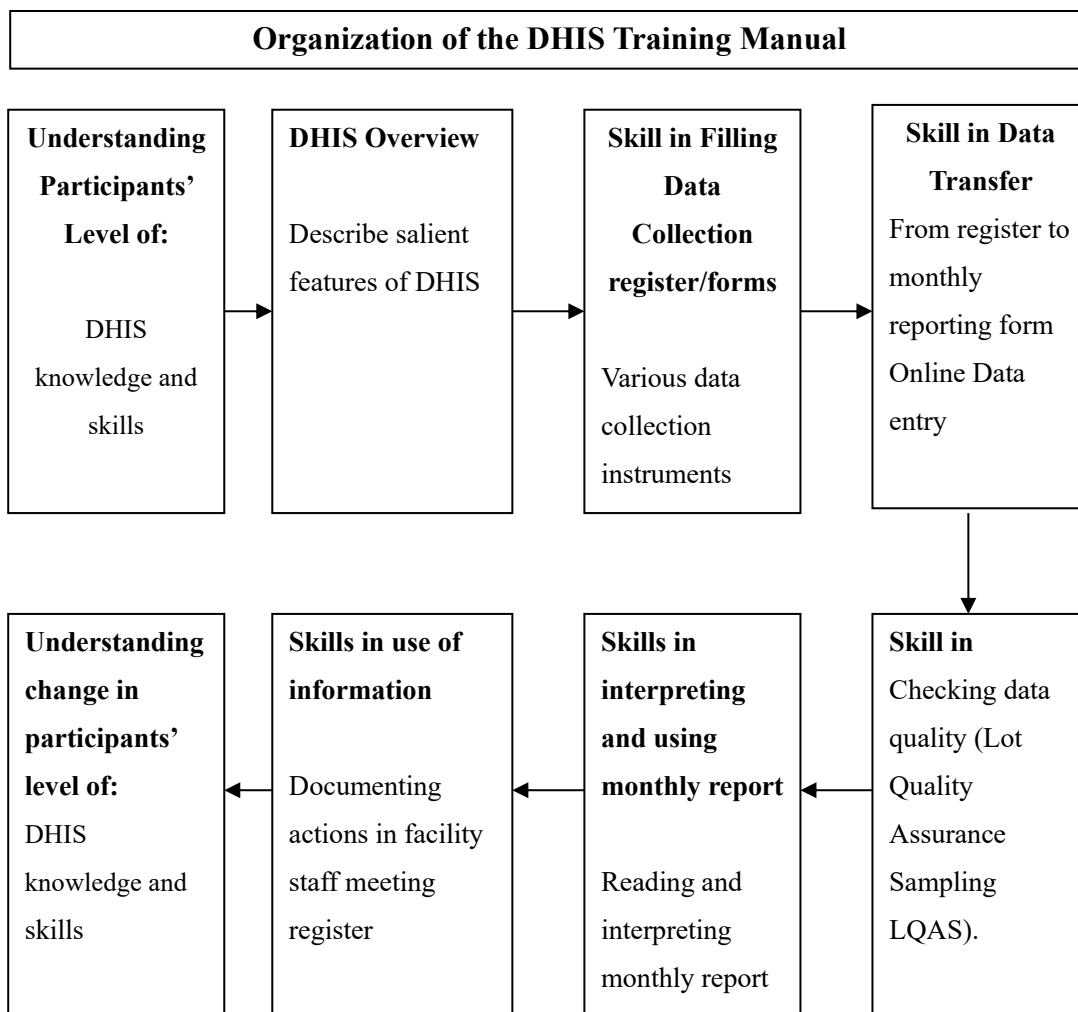 Organization of the DHIS Training Manual
Understanding
Participants’
Level of:
DHIS
knowledge and
skills
DHIS Overview
Describe salient
features of DHIS
Skill in Filling
Data
Collection
register/forms
Various data
collection
instruments
Skill in Data
Transfer
From register to
monthly
reporting form
Online Data
entry
Skill in
Checking data
quality (Lot
Quality
Assurance
Sampling
LQAS).
Skills in
interpreting
and using
monthly report
Reading and
interpreting
monthly report
Skills in use of
information
Documenting
actions in facility
staff meeting
register
Understanding
change in
participants’
level of:
DHIS
knowledge and
skills